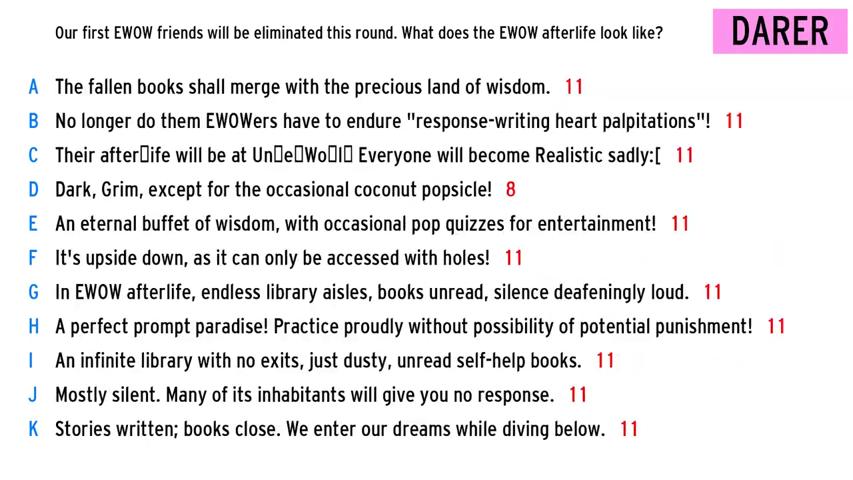 Our first EWOW friends will be eliminated this round. What does the EWOW afterlife look like?
DARER
A The fallen books shall merge with the precious land of wisdom. 11
B No longer do them EWOWers have to endure "response-writing heart palpitations"! 11
C Their after▯ife will be at Un▯e▯Wo▯l▯ Everyone will become Realistic sadly:[ 11
D Dark, Grim, except for the occasional coconut popsicle! 8
E An eternal buffet of wisdom, with occasional pop quizzes for entertainment! 11
F It's upside down, as it can only be accessed with holes! 11
G In EWOW afterlife, endless library aisles, books unread, silence deafeningly loud. 11
H A perfect prompt paradise! Practice proudly without possibility of potential punishment! 11
I An infinite library with no exits, just dusty, unread self-help books. 11
J Mostly silent. Many of its inhabitants will give you no response. 11
K Stories written; books close. We enter our dreams while diving below. 11